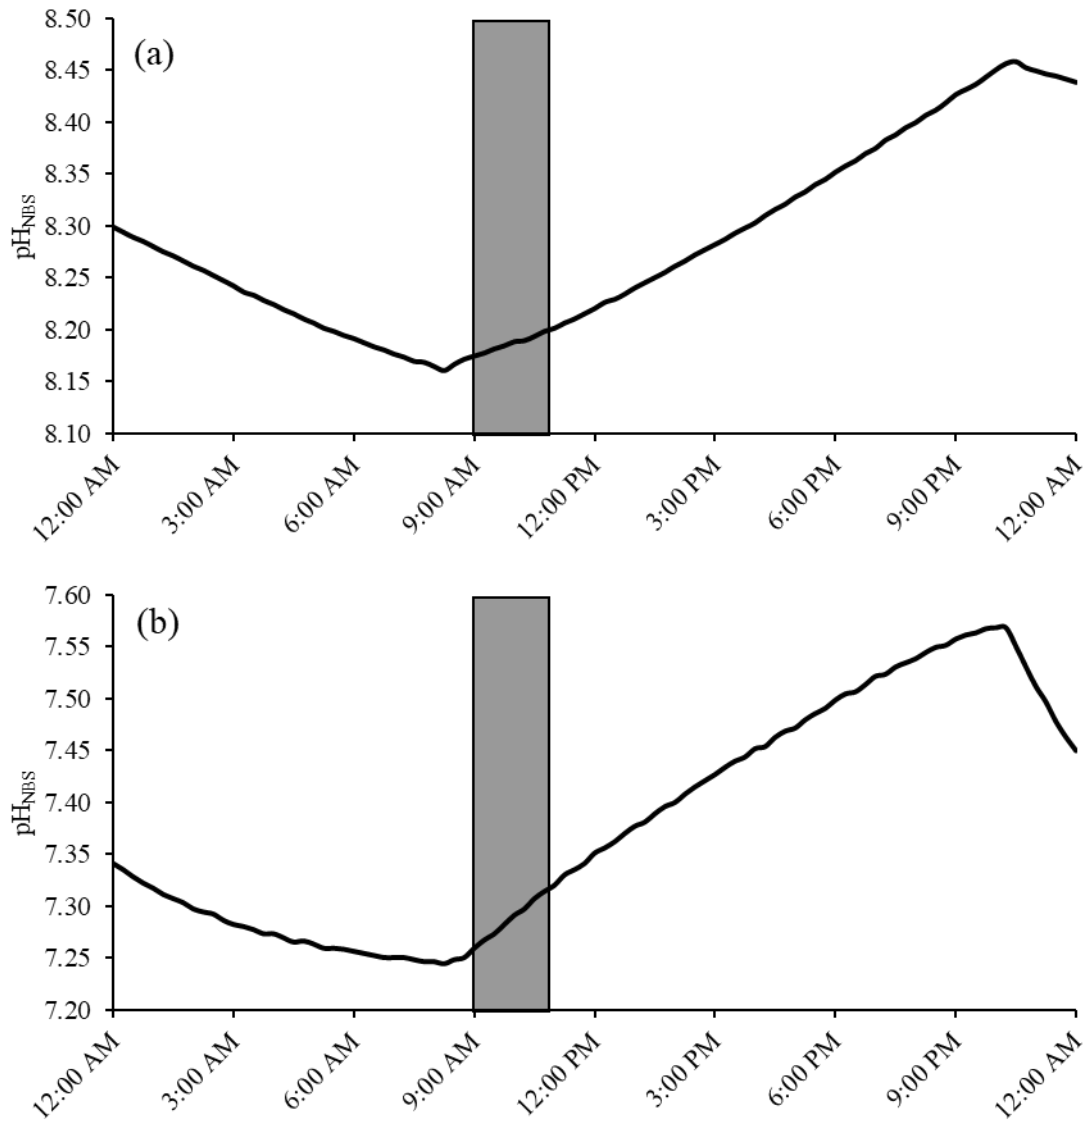 8.50
(a)
8.45
8.40
8.35
8.30
8.25
8.20
8.15
8.10
pHNBS
12:00 AM
3:00 AM
6:00 AM
9:00 AM
12:00 PM
3:00 PM
6:00 PM
9:00 PM
12:00 AM
7.60
(b)
7.55
7.50
7.45
7.40
7.35
7.30
7.25
7.20
pHNBS
12:00 AM
3:00 AM
6:00 AM
9:00 AM
12:00 PM
3:00 PM
6:00 PM
9:00 PM
12:00 AM